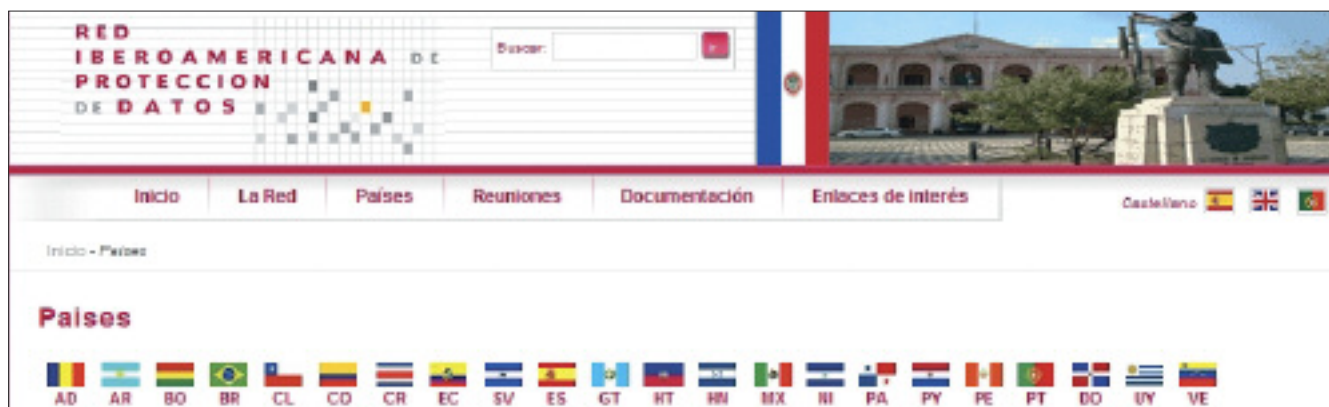 RED
IBEROAMERICANA DE
PROTECCION
DE DATOS
Buscar:
Inicio La Red Países Reuniones Documentación Enlaces de interés
Castellano
Inicio - Países
Países
AD AR BO BR CL CO CR EC SV ES GT HT HN MX NI PA PY PE PT DO UY VE